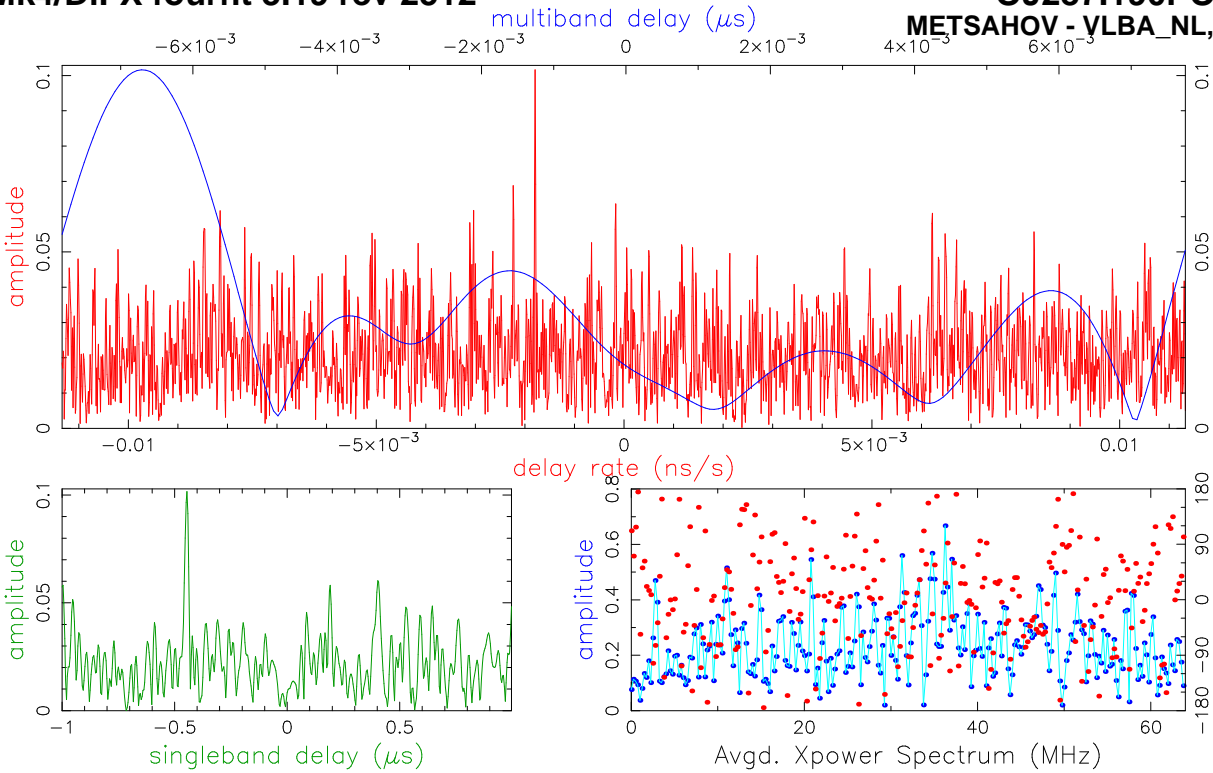 multiband delay (μs)
METSAHOV - VLBA_NL,
−6×10−3 −4×10−3 −2×10−3 0 2×10−3 4×10−3 6×10−3
0.1 0.1
amplitude
0.05 0.05
0 0
−0.01 −5×10−3 0 5×10−3 0.01
delay rate (ns/s)
0.1
amplitude
0.05
0
−1 −0.5 0 0.5
singleband delay (μs)
0.8 180
0.6 90
amplitude
0.4 0
0.2 −90
0 −180
0 20 40 60
Avgd. Xpower Spectrum (MHz)